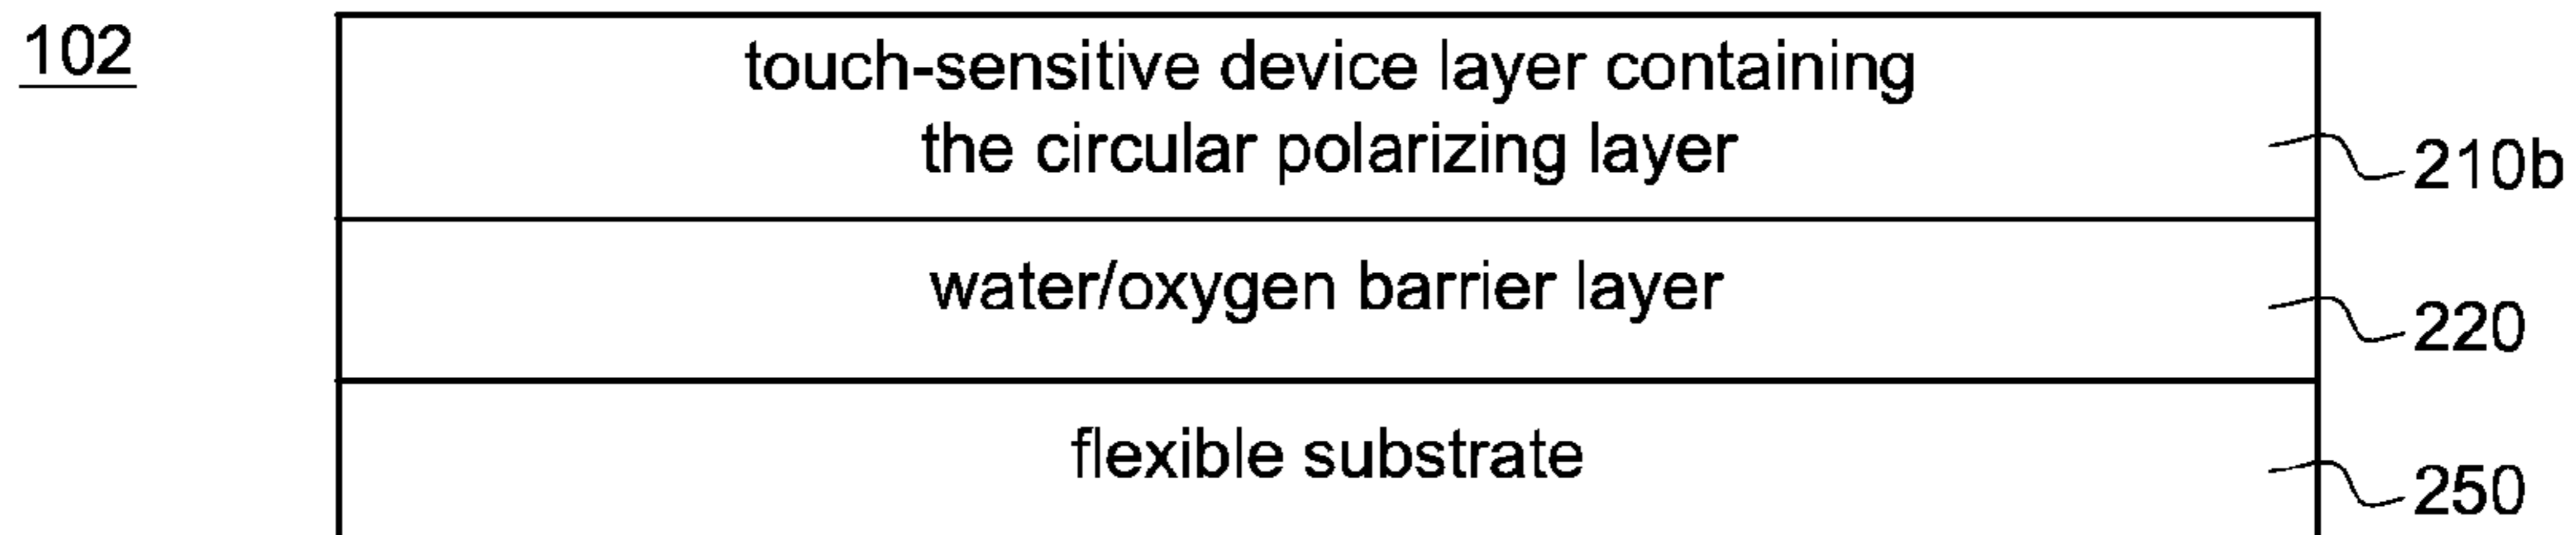 102
touch-sensitive device layer containing
the circular polarizing layer
210b
water/oxygen barrier layer
220
flexible substrate
250